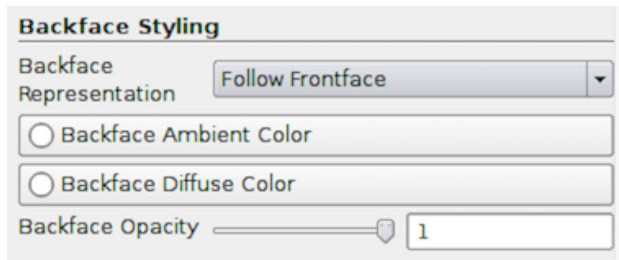 Backface Styling
Backface
Representation
Follow Frontface
Backface Ambient Color
Backface Diffuse Color
Backface Opacity
1